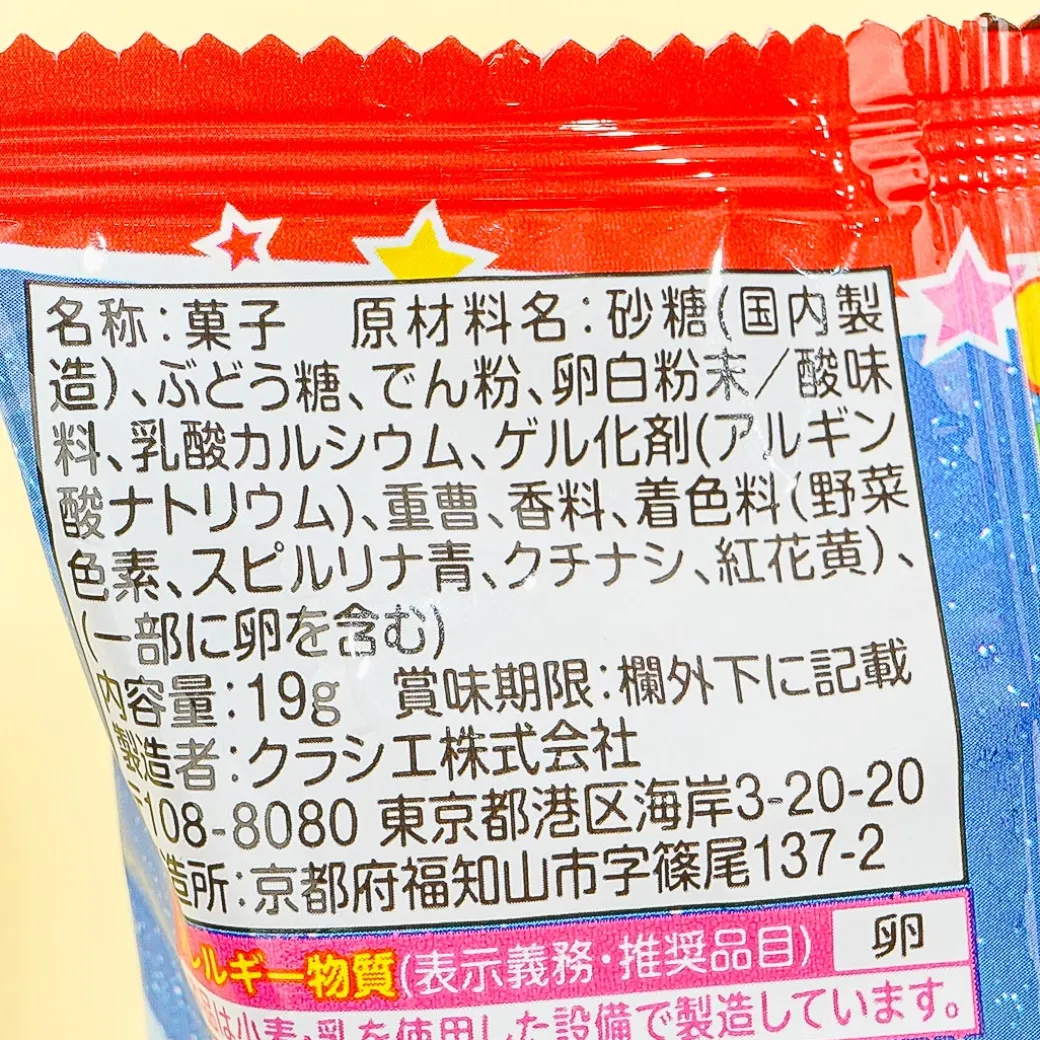 名称:菓子 原材料名:砂糖(国内製
造)、ぶどう糖、でん粉、卵白粉末/酸味
料、乳酸カルシウム、ゲル化剤(アルギン
酸ナトリウム)、重曹、香料、着色料(野菜
色素、スピルリナ青、クチナシ、紅花黄)、
(一部に卵を含む)
内容量:19g 賞味期限:欄外下に記載
製造者:クラシエ株式会社
〒108-8080 東京都港区海岸3-20-20
造所:京都府福知山市字篠尾137-2
レルギー物質(表示義務・推奨品目) 卵
品は小麦・乳を使用した設備で製造しています。